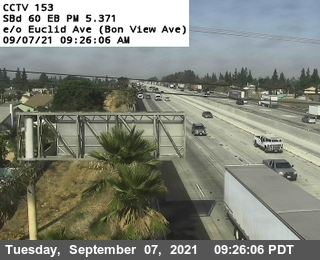 CCTV 153
SBd 60 EB PM 5.371
e/o Euclid Ave (Bon View Ave)
09/07/21 09:26:06 AM
Tuesday, September 07, 2021 09:26:06 PDT